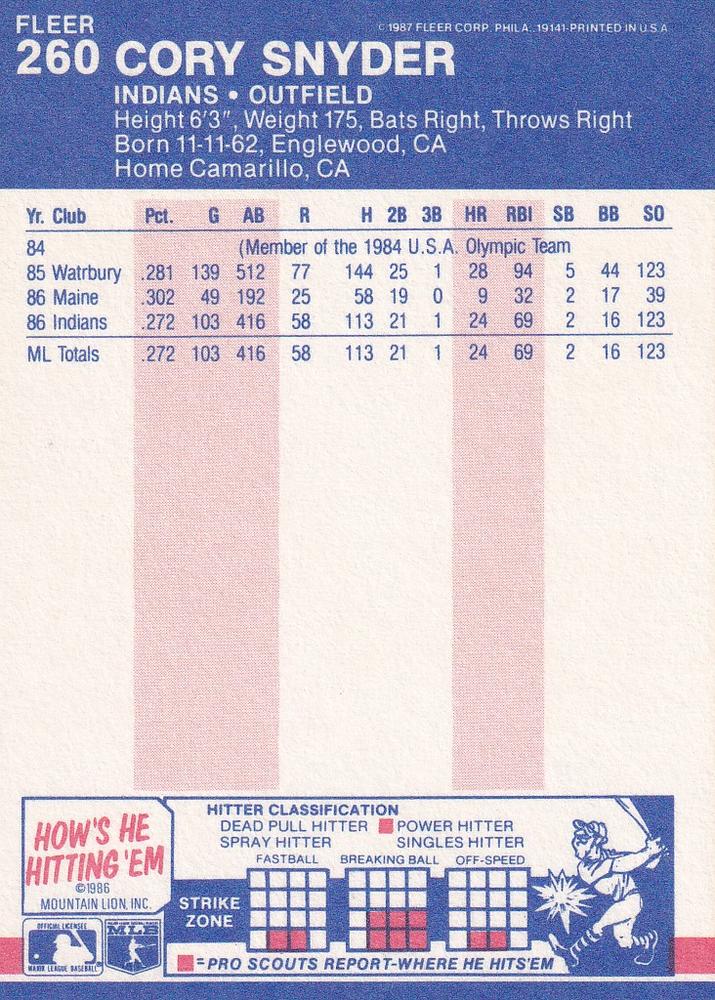 FLEER
© 1987 FLEER CORP. PHILA. 19141-PRINTED IN U.S.A.
260 CORY SNYDER
INDIANS • OUTFIELD
Height 6'3", Weight 175, Bats Right, Throws Right
Born 11-11-62, Englewood, CA
Home Camarillo, CA
Yr. Club Pct. G AB R H 2B 3B HR RBI SB BB SO
84 (Member of the 1984 U.S.A. Olympic Team
85 Watrbury .281 139 512 77 144 25 1 28 94 5 44 123
86 Maine .302 49 192 25 58 19 0 9 32 2 17 39
86 Indians .272 103 416 58 113 21 1 24 69 2 16 123
ML Totals .272 103 416 58 113 21 1 24 69 2 16 123
HOW'S HE
HITTING 'EM
©1986
MOUNTAIN LION, INC.
OFFICIAL LICENSEE
MAJOR LEAGUE BASEBALL
MLB
HITTER CLASSIFICATION
DEAD PULL HITTER POWER HITTER
SPRAY HITTER SINGLES HITTER
FASTBALL BREAKING BALL OFF-SPEED
STRIKE
ZONE
=PRO SCOUTS REPORT-WHERE HE HITS'EM